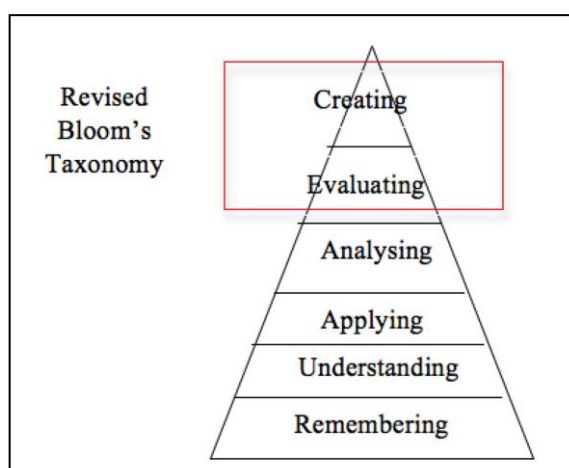 Revised
Bloom's
Taxonomy
Creating
Evaluating
Analysing
Applying
Understanding
Remembering